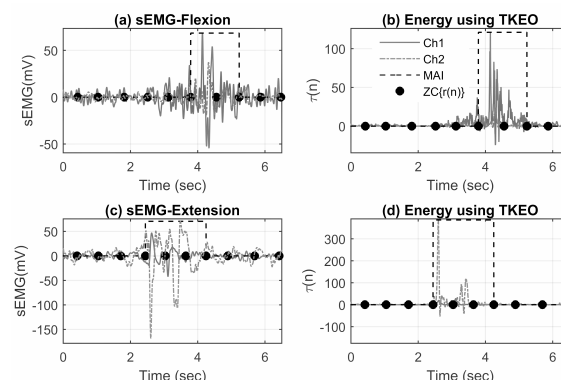 (a) sEMG-Flexion
50
0
-50
sEMG(mV)
0 2 4 6
Time (sec)
(b) Energy using TKEO
100
50
0
τ(n)
Ch1
Ch2
MAI
ZC{r(n)}
0 2 4 6
Time (sec)
(c) sEMG-Extension
50
0
-50
-100
-150
sEMG(mV)
0 2 4 6
Time (sec)
(d) Energy using TKEO
300
200
100
0
-100
τ(n)
0 2 4 6
Time (sec)